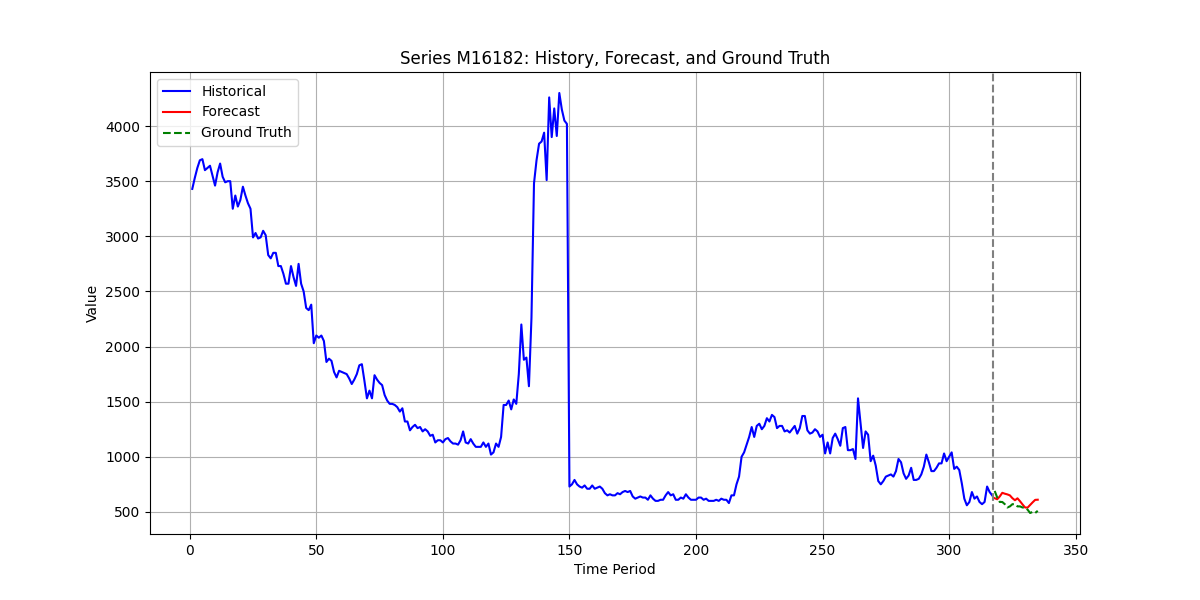 Series M16182: History, Forecast, and Ground Truth
Historical
Forecast
Ground Truth
4000
3500
3000
2500
2000
1500
1000
500
Value
0 50 100 150 200 250 300 350
Time Period